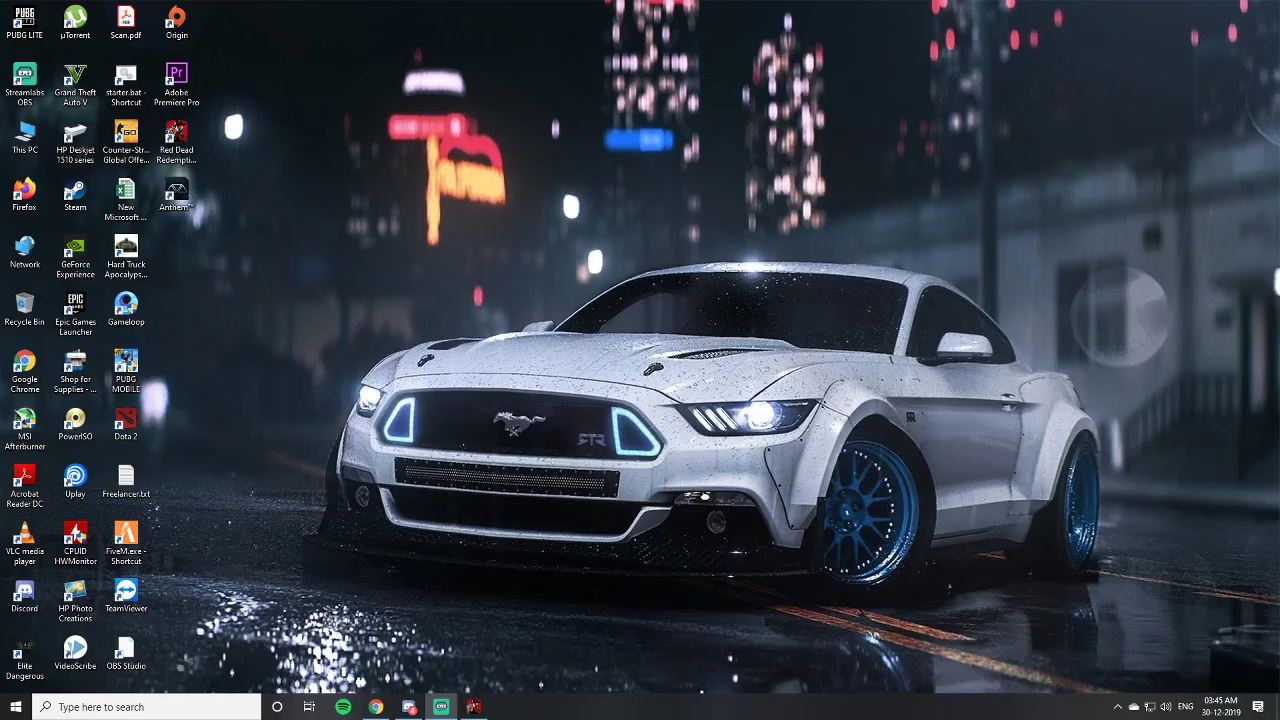 PUBG LITE
µTorrent
Scan.pdf
Origin
Streamlabs
OBS
Grand Theft
Auto V
starter.bat -
Shortcut
Adobe
Premiere Pro
This PC
HP Deskjet
1510 series
Counter-Str...
Global Offe...
Red Dead
Redempti...
Firefox
Steam
New
Microsoft ...
Anthem™
Network
GeForce
Experience
Hard Truck
Apocalyps...
Recycle Bin
Epic Games
Launcher
Gameloop
Google
Chrome
Shop for
Supplies - ...
PUBG
MOBILE
MSI
Afterburner
PowerISO
Dota 2
Acrobat
Reader DC
Uplay
Freelancer.txt
VLC media
player
CPUID
HWMonitor
FiveM.exe -
Shortcut
Discord
HP Photo
Creations
TeamViewer
Elite
Dangerous
VideoScribe
OBS Studio
RTR
Type here to search
ENG
03:45 AM
30-12-2019